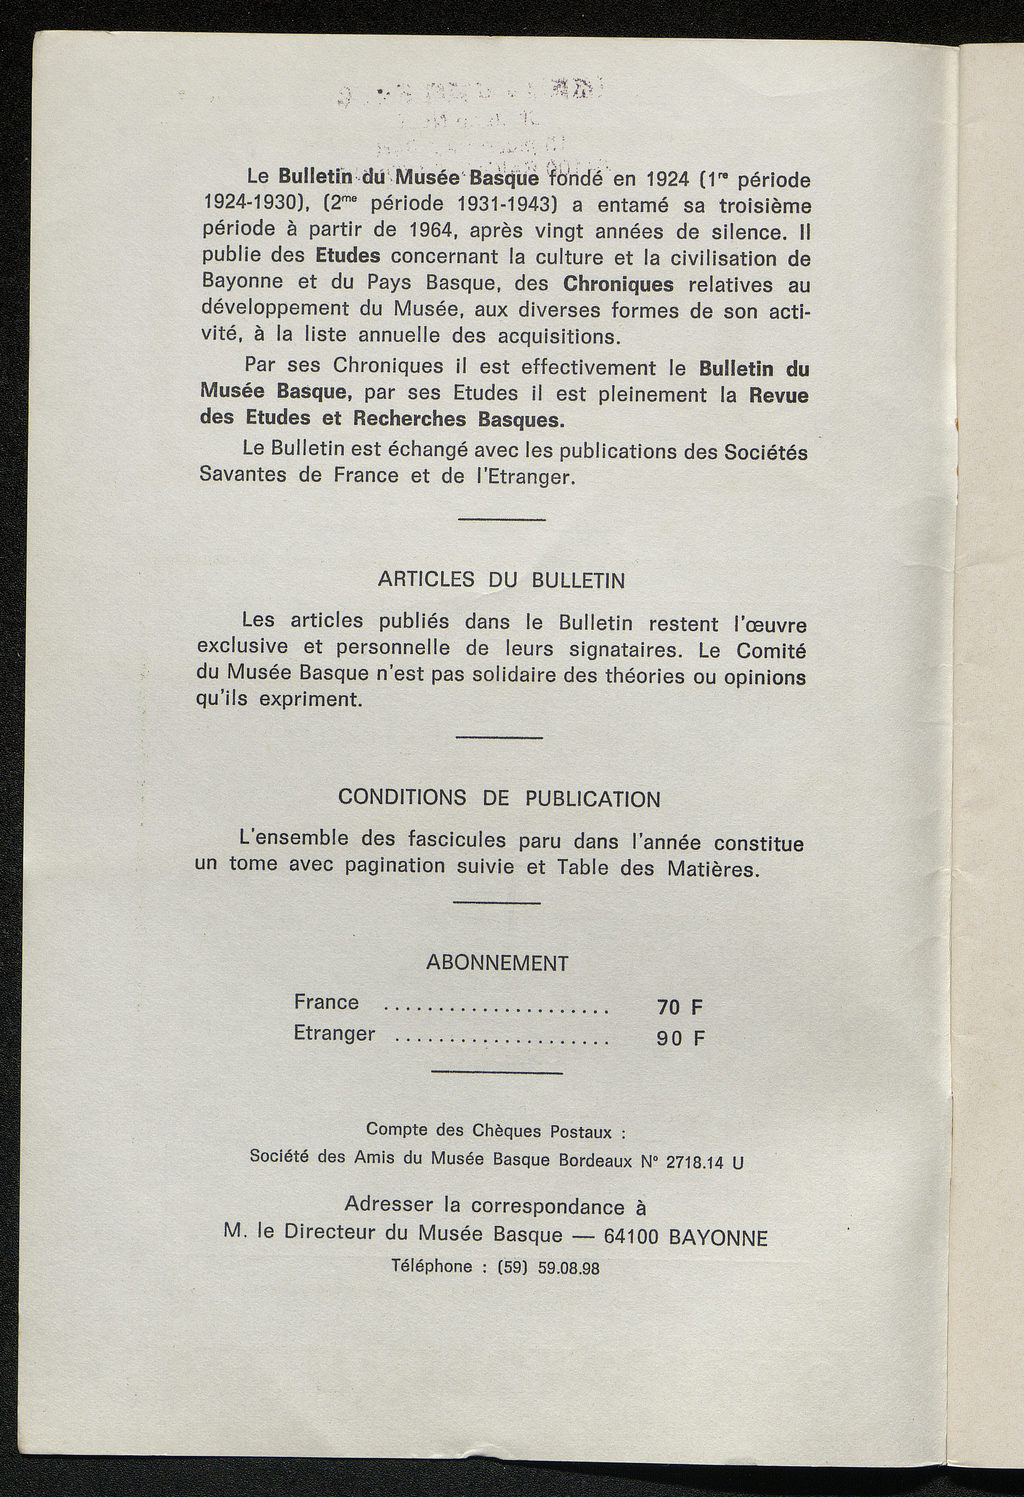 Le Bulletin du Musée Basque fondé en 1924 (1re période
1924-1930), (2me période 1931-1943) a entamé sa troisième
période à partir de 1964, après vingt années de silence. Il
publie des Etudes concernant la culture et la civilisation de
Bayonne et du Pays Basque, des Chroniques relatives au
développement du Musée, aux diverses formes de son acti-
vité, à la liste annuelle des acquisitions.
Par ses Chroniques il est effectivement le Bulletin du
Musée Basque, par ses Etudes il est pleinement la Revue
des Etudes et Recherches Basques.
Le Bulletin est échangé avec les publications des Sociétés
Savantes de France et de l'Etranger.
ARTICLES DU BULLETIN
Les articles publiés dans le Bulletin restent l'œuvre
exclusive et personnelle de leurs signataires. Le Comité
du Musée Basque n'est pas solidaire des théories ou opinions
qu'ils expriment.
CONDITIONS DE PUBLICATION
L'ensemble des fascicules paru dans l'année constitue
un tome avec pagination suivie et Table des Matières.
ABONNEMENT
France ..................... 70 F
Etranger .................... 90 F
Compte des Chèques Postaux :
Société des Amis du Musée Basque Bordeaux N° 2718.14 U
Adresser la correspondance à
M. le Directeur du Musée Basque — 64100 BAYONNE
Téléphone : (59) 59.08.98